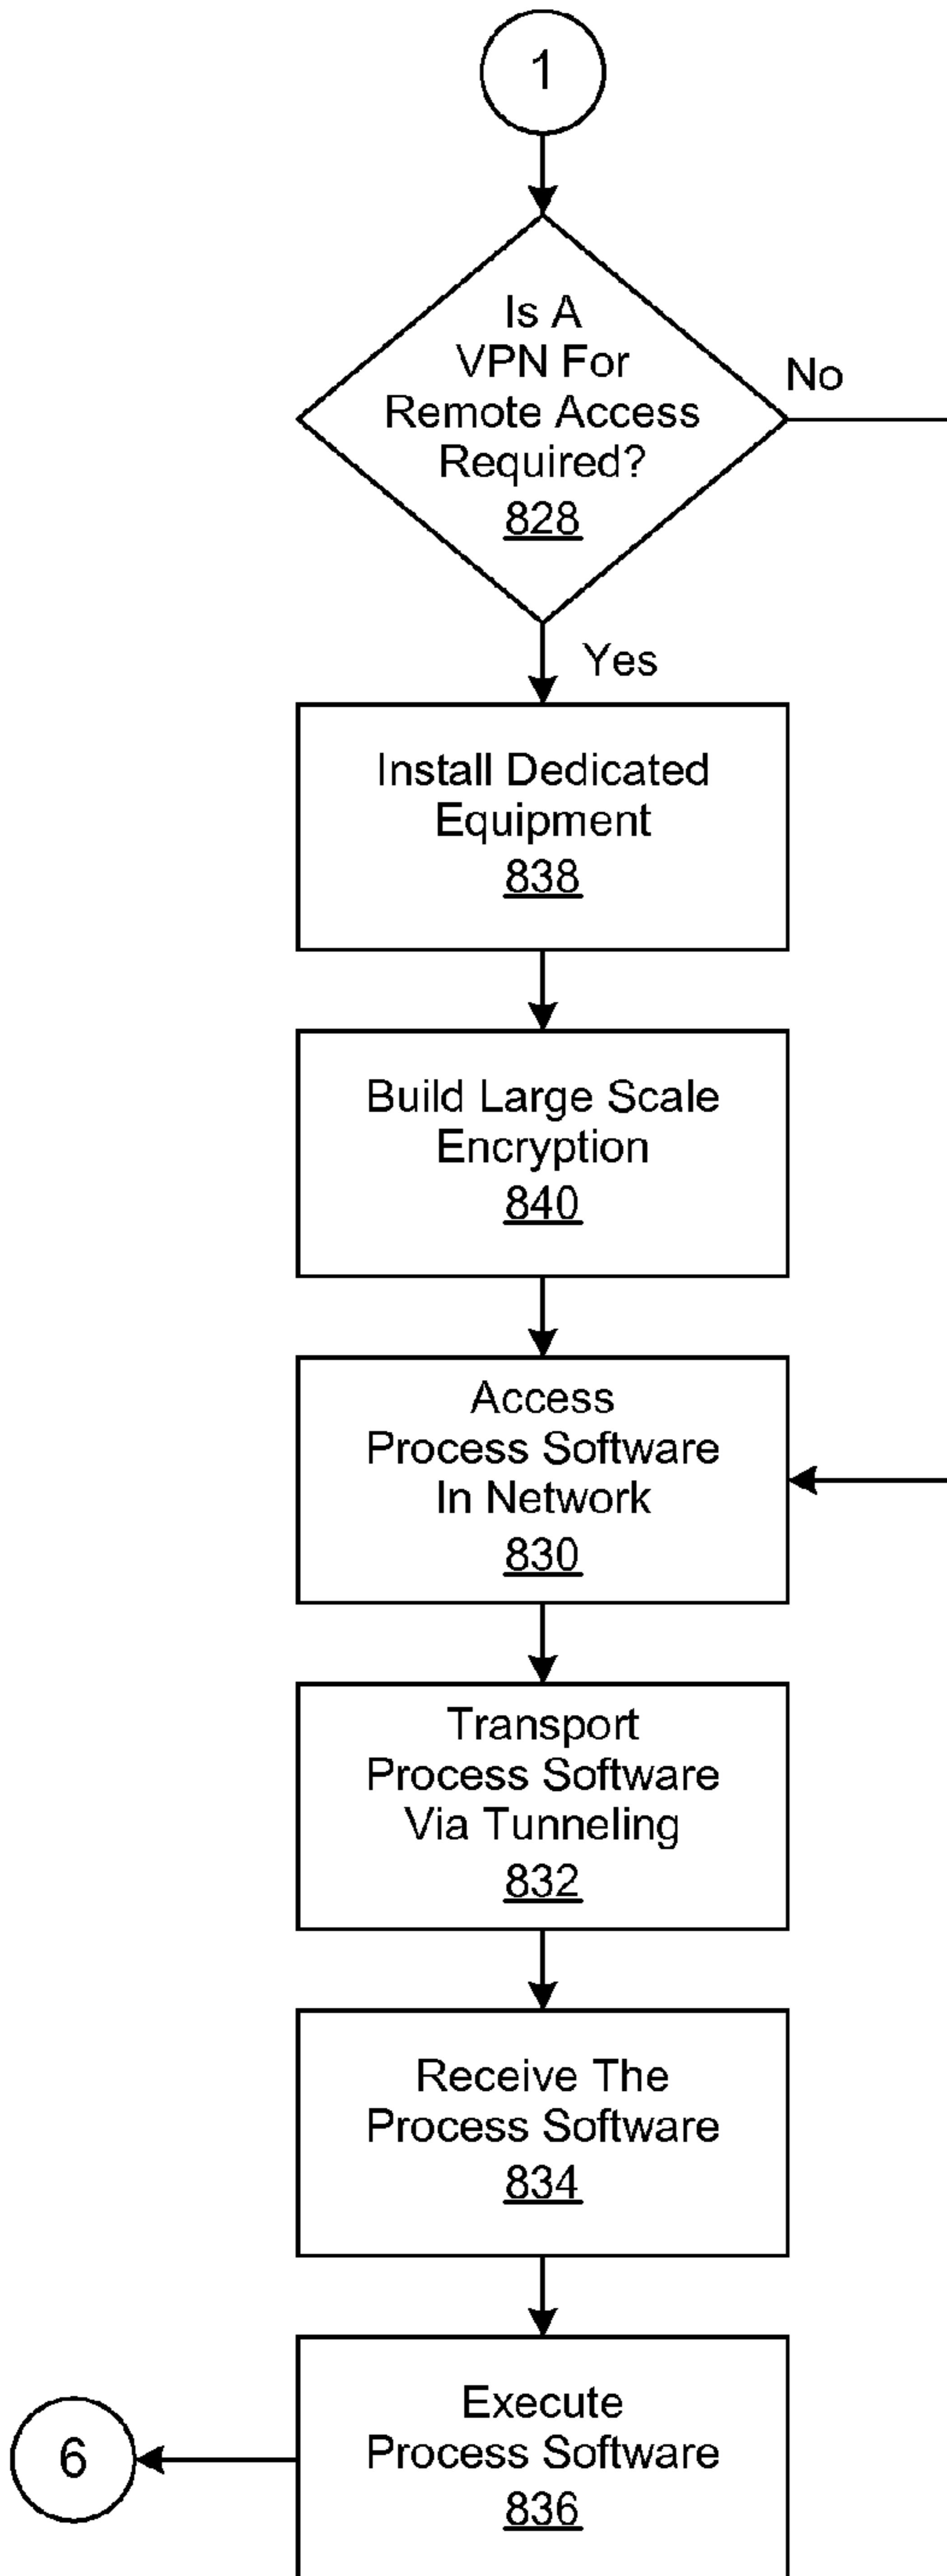 1
Is A
VPN For
Remote Access
Required?
828
No
Yes
Install Dedicated
Equipment
838
Build Large Scale
Encryption
840
Access
Process Software
In Network
830
Transport
Process Software
Via Tunneling
832
Receive The
Process Software
834
Execute
Process Software
836
6